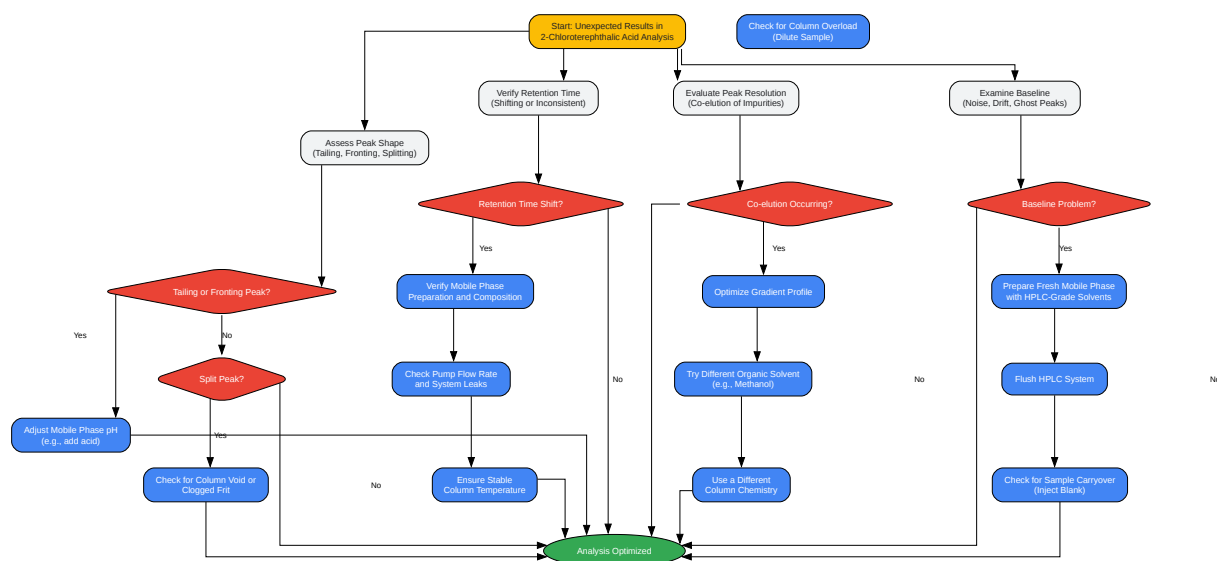 Start: Unexpected Results in
2-Chloroterephthalic Acid Analysis
Check for Column Overload
(Dilute Sample)
Verify Retention Time
(Shifting or Inconsistent)
Evaluate Peak Resolution
(Co-elution of Impurities)
Examine Baseline
(Noise, Drift, Ghost Peaks)
Assess Peak Shape
(Tailing, Fronting, Splitting)
Retention Time Shift?
Co-elution Occurring?
Baseline Problem?
Yes
Yes
Yes
Tailing or Fronting Peak?
Verify Mobile Phase
Preparation and Composition
Optimize Gradient Profile
Prepare Fresh Mobile Phase
with HPLC-Grade Solvents
Yes
No
Split Peak?
Check Pump Flow Rate
and System Leaks
No
Try Different Organic Solvent
(e.g., Methanol)
No
Flush HPLC System
No
Adjust Mobile Phase pH
(e.g., add acid)
Yes
Check for Column Void or
Clogged Frit
No
Ensure Stable
Column Temperature
Use a Different
Column Chemistry
Check for Sample Carryover
(Inject Blank)
Analysis Optimized